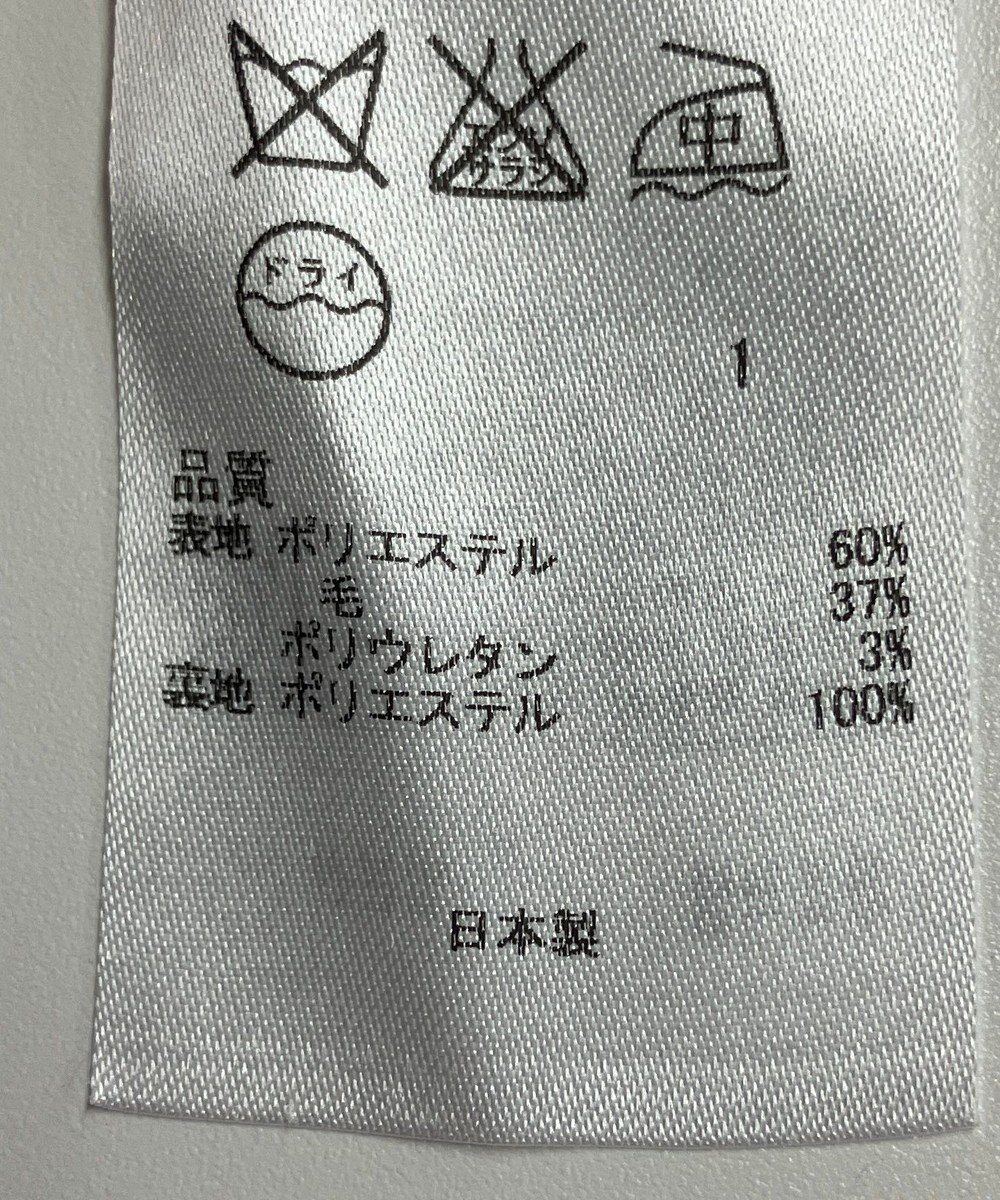 エンソサラシ 中
ドライ
1
品質
表地 ポリエステル 60%
毛 37%
ポリウレタン 3%
裏地 ポリエステル 100%
日本製